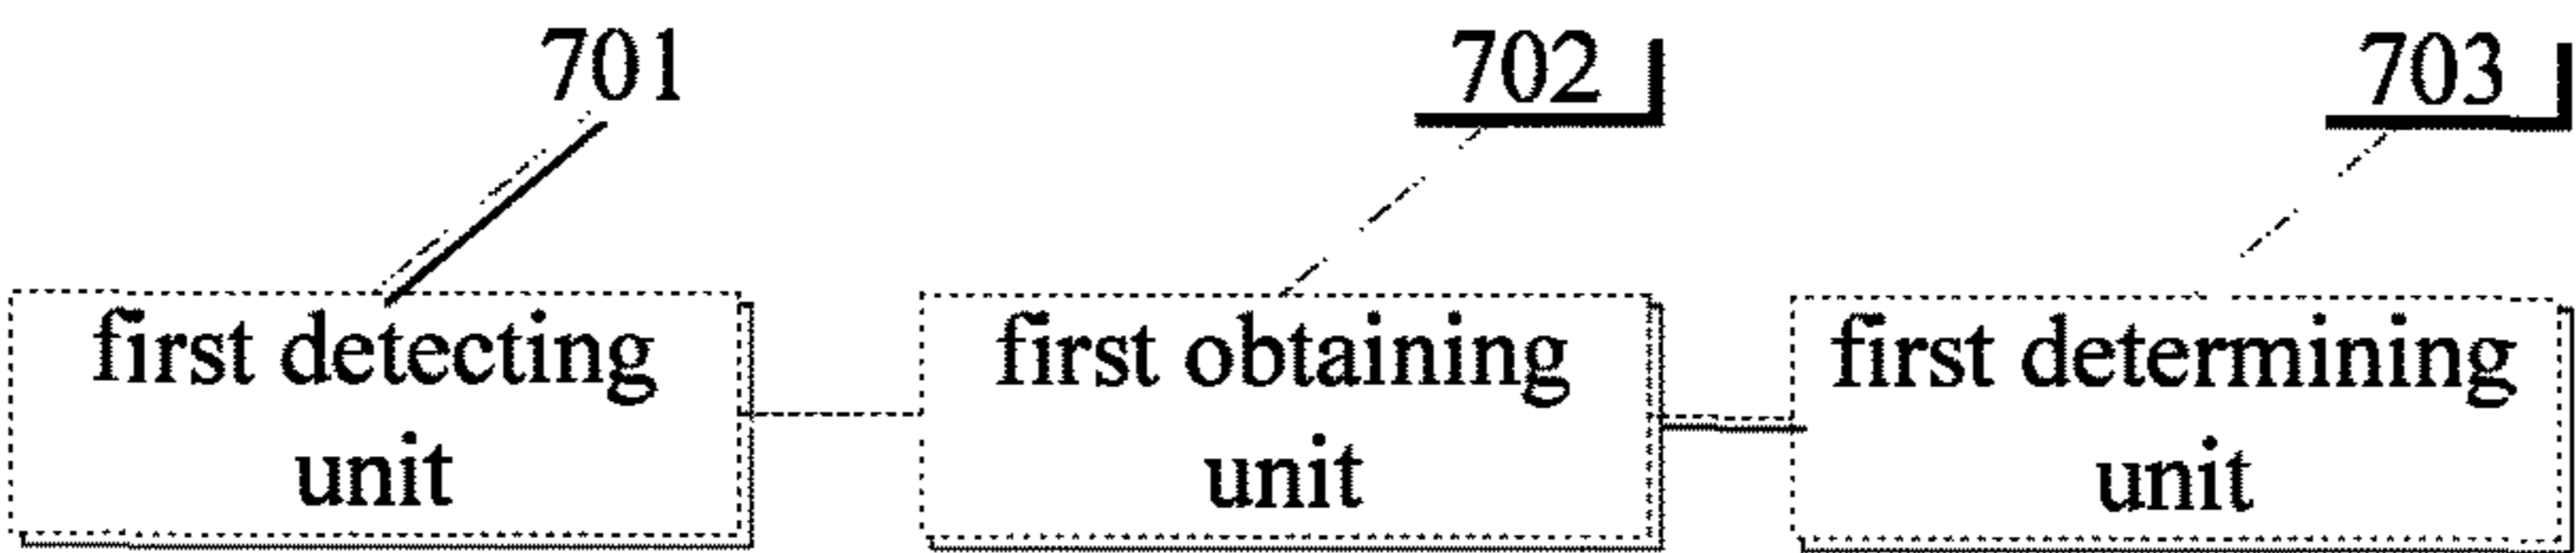 701
702
703
first detecting
unit
first obtaining
unit
first determining
unit